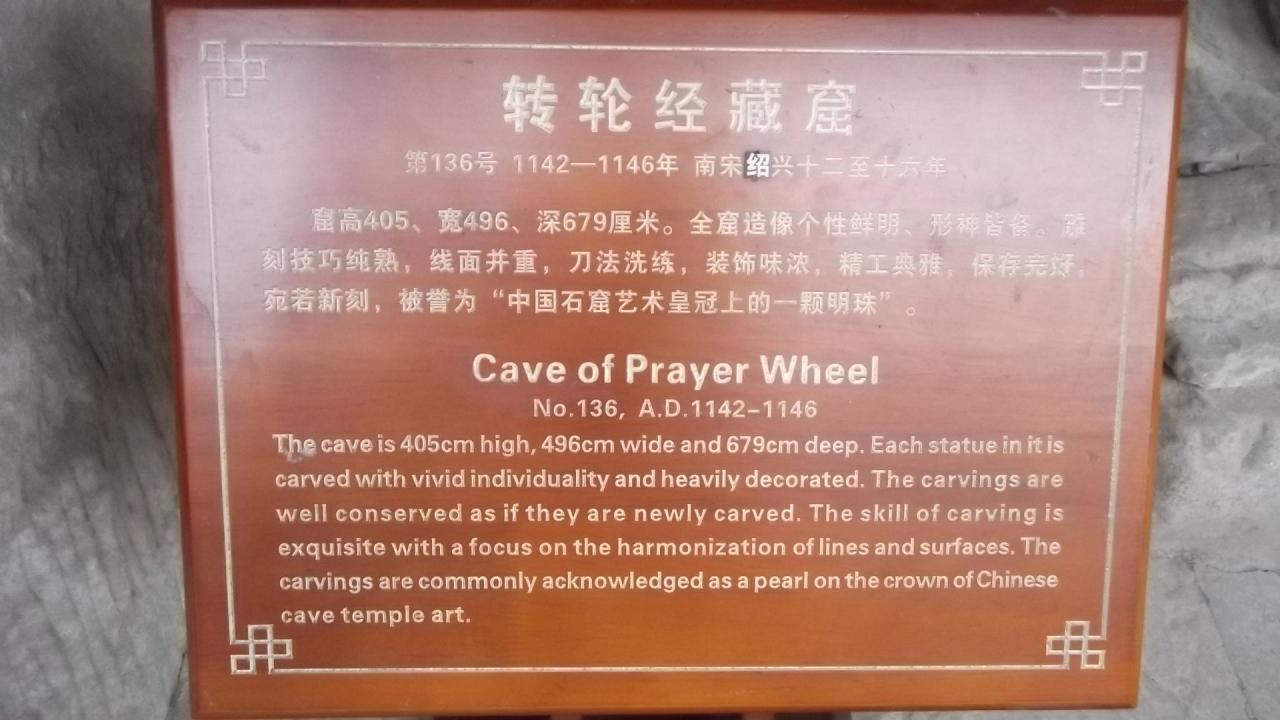 转轮经藏窟
第136号 1142—1146年 南宋绍兴十二至十六年
窟高405、宽496、深679厘米。全窟造像个性鲜明、形神皆备。雕
刻技巧纯熟，线面并重，刀法洗练，装饰味浓，精工典雅，保存完好，
宛若新刻，被誉为“中国石窟艺术皇冠上的一颗明珠”。
Cave of Prayer Wheel
No.136, A.D.1142-1146
The cave is 405cm high, 496cm wide and 679cm deep. Each statue in it is
carved with vivid individuality and heavily decorated. The carvings are
well conserved as if they are newly carved. The skill of carving is
exquisite with a focus on the harmonization of lines and surfaces. The
carvings are commonly acknowledged as a pearl on the crown of Chinese
cave temple art.